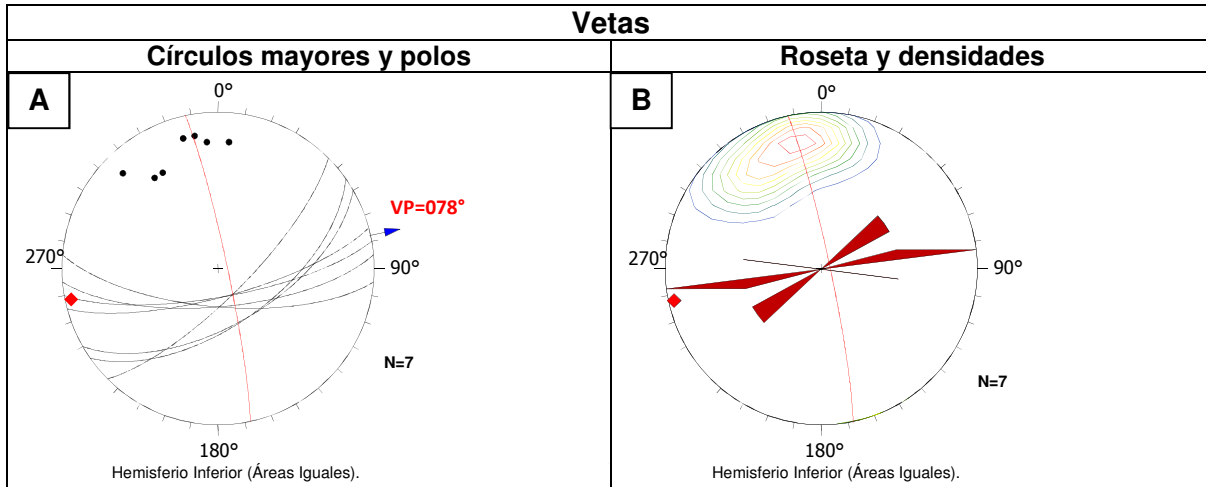 Vetas
Círculos mayores y polos
Roseta y densidades
A
0°
VP=078°
270°
90°
N=7
180°
Hemisferio Inferior (Áreas Iguales).
B
0°
270°
90°
N=7
180°
Hemisferio Inferior (Áreas Iguales).